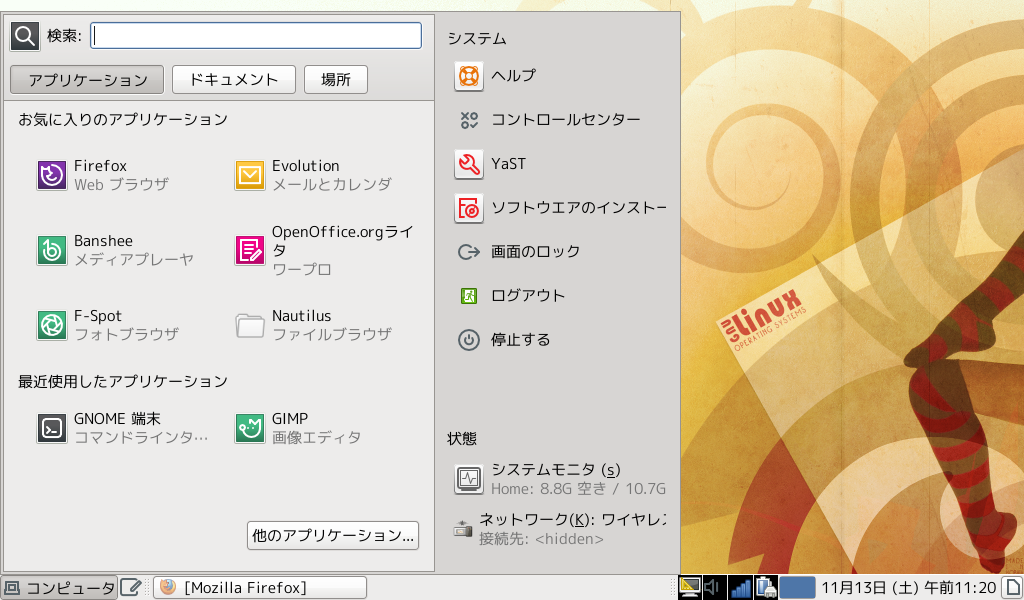 検索:
アプリケーション
ドキュメント
場所
お気に入りのアプリケーション
Firefox
Web ブラウザ
Evolution
メールとカレンダ
Banshee
メディアプレーヤ
OpenOffice.orgライ
タ
ワープロ
F-Spot
フォトブラウザ
Nautilus
ファイルブラウザ
最近使用したアプリケーション
GNOME 端末
コマンドラインタ…
GIMP
画像エディタ
他のアプリケーション...
システム
ヘルプ
コントロールセンター
YaST
ソフトウエアのインストー
画面のロック
ログアウト
停止する
状態
システムモニタ (s)
Home: 8.8G 空き / 10.7G
ネットワーク(K): ワイヤレス
接続先: <hidden>
GNU
LinUX
OPERATING SYSTEMS
コンピュータ
[Mozilla Firefox]
11月13日 (土) 午前11:20